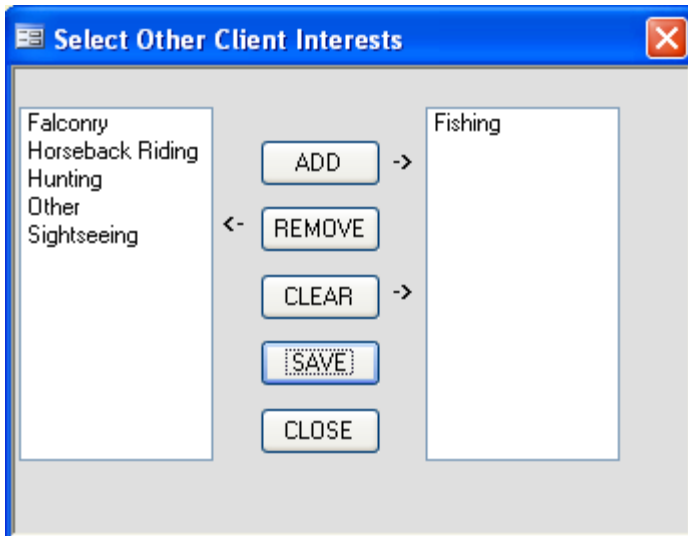 Select Other Client Interests
Falconry
Horseback Riding
Hunting
Other
Sightseeing
ADD ->
<- REMOVE
CLEAR ->
SAVE
CLOSE
Fishing